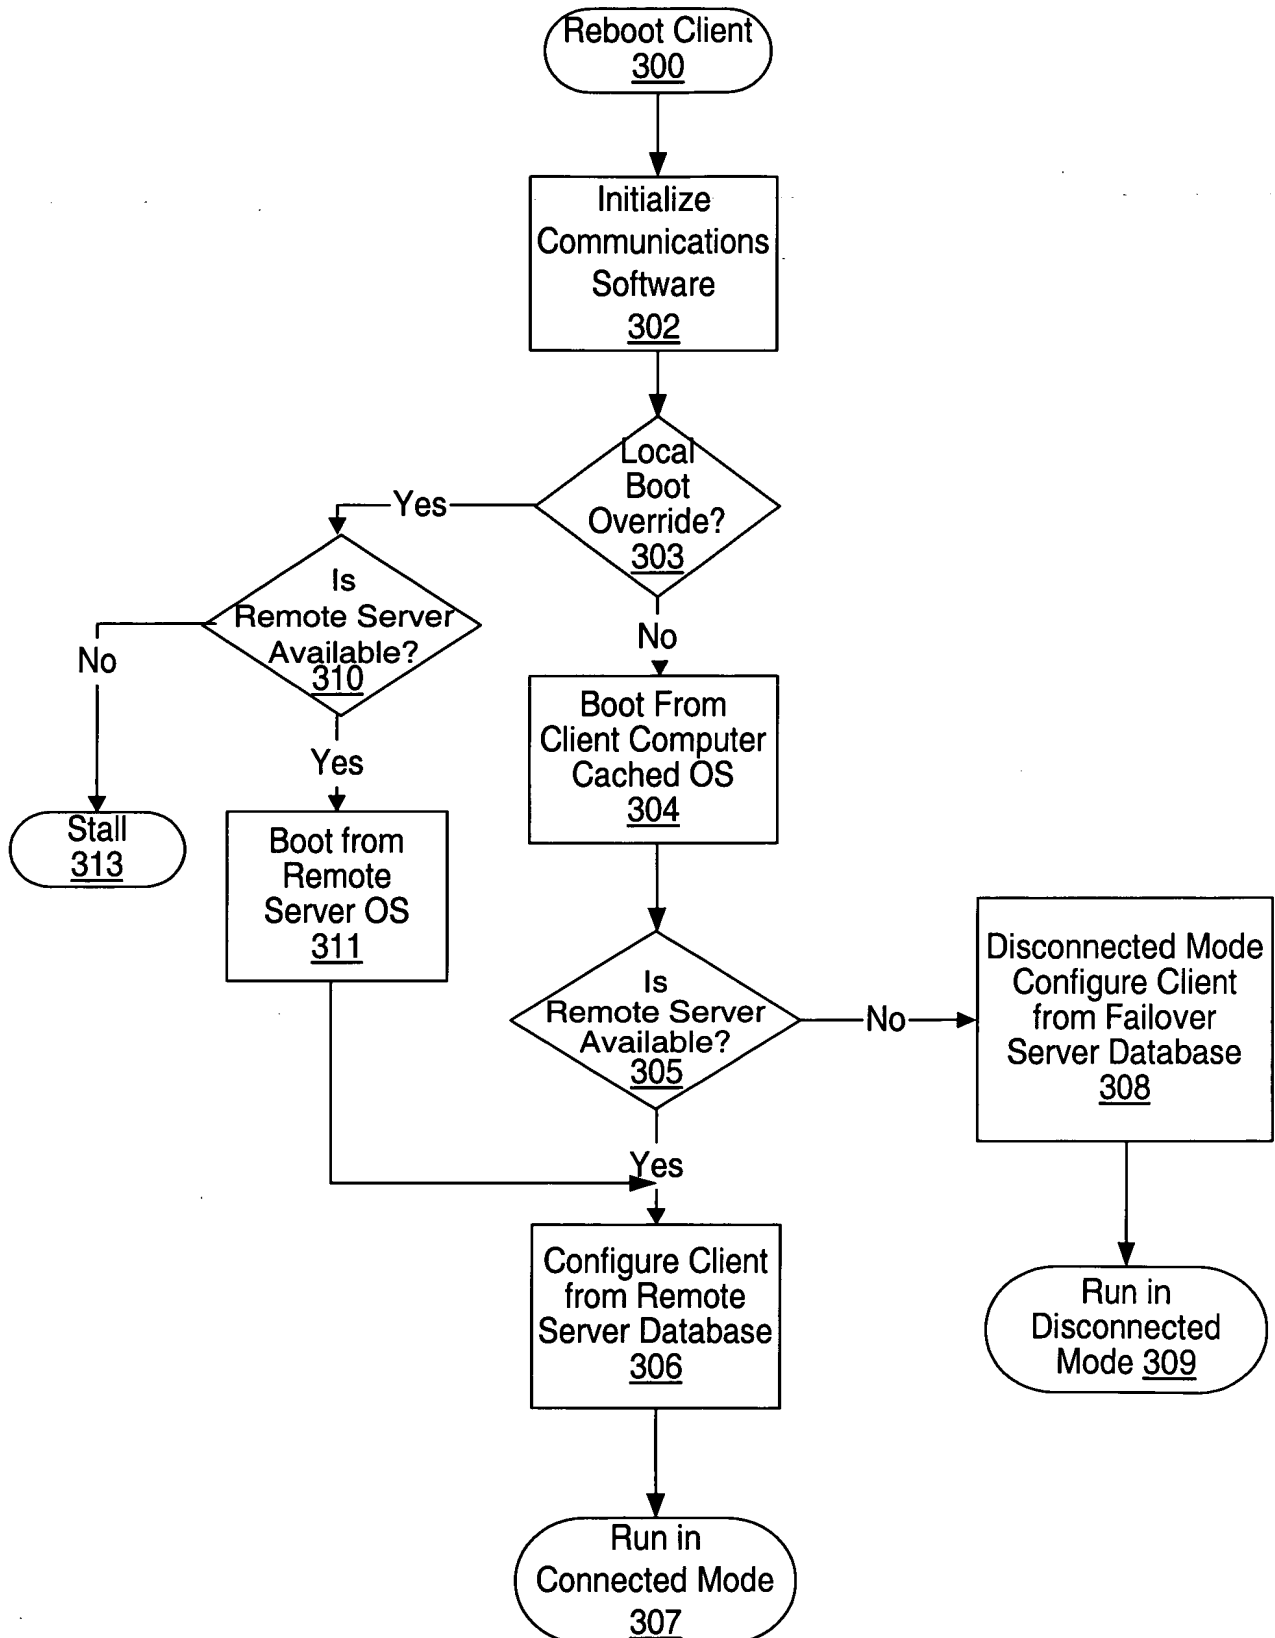 Reboot Client
300
Initialize
Communications
Software
302
Local
Boot
Override?
303
Yes
No
Is
Remote Server
Available?
310
No
Yes
Stall
313
Boot from
Remote
Server OS
311
Boot From
Client Computer
Cached OS
304
Is
Remote Server
Available?
305
No
Yes
Disconnected Mode
Configure Client
from Failover
Server Database
308
Run in
Disconnected
Mode 309
Configure Client
from Remote
Server Database
306
Run in
Connected Mode
307